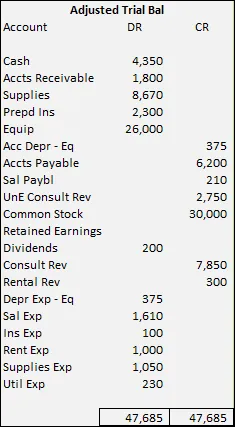 Adjusted Trial Bal
Account DR CR
Cash 4,350
Accts Receivable 1,800
Supplies 8,670
Prepd Ins 2,300
Equip 26,000
Acc Depr - Eq 375
Accts Payable 6,200
Sal Paybl 210
UnE Consult Rev 2,750
Common Stock 30,000
Retained Earnings
Dividends 200
Consult Rev 7,850
Rental Rev 300
Depr Exp - Eq 375
Sal Exp 1,610
Ins Exp 100
Rent Exp 1,000
Supplies Exp 1,050
Util Exp 230
47,685 47,685